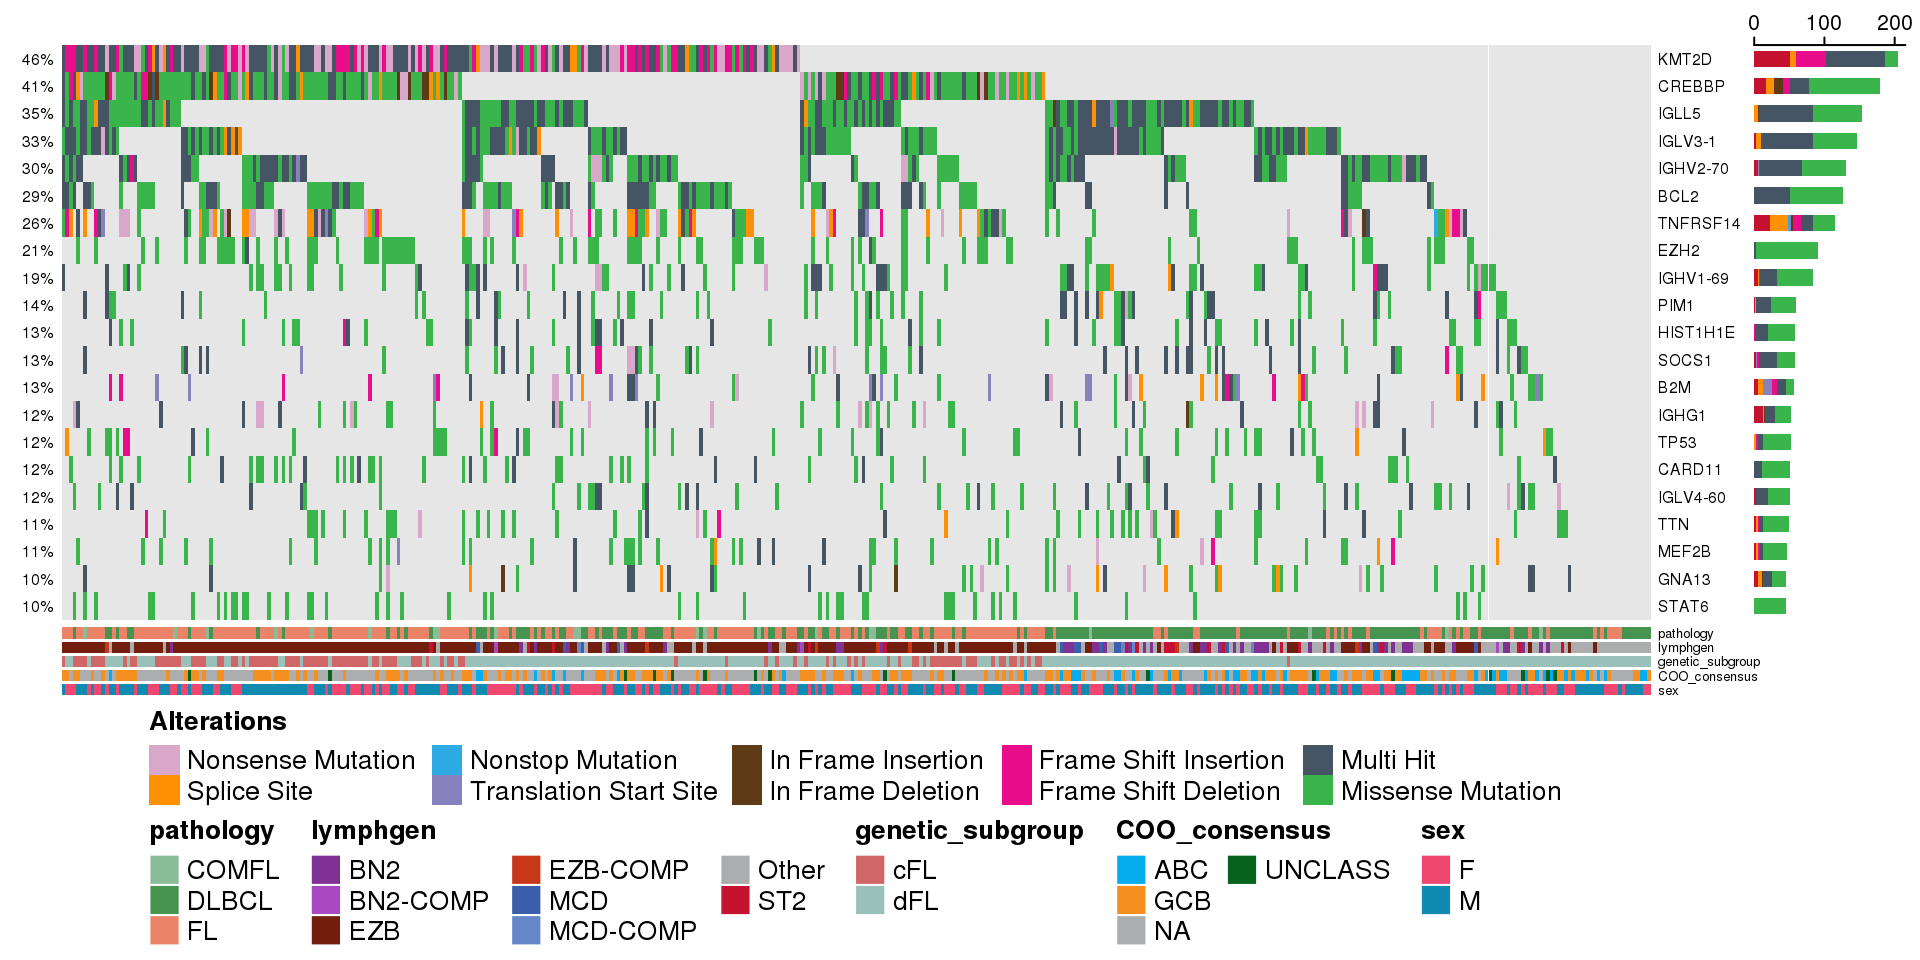 0 100 200
46% KMT2D
41% CREBBP
35% IGLL5
33% IGLV3-1
30% IGHV2-70
29% BCL2
26% TNFRSF14
21% EZH2
19% IGHV1-69
14% PIM1
13% HIST1H1E
13% SOCS1
13% B2M
12% IGHG1
12% TP53
12% CARD11
12% IGLV4-60
11% TTN
11% MEF2B
10% GNA13
10% STAT6
pathology
lymphgen
genetic_subgroup
COO_consensus
sex
Alterations
Nonsense Mutation Nonstop Mutation In Frame Insertion Frame Shift Insertion Multi Hit
Splice Site Translation Start Site In Frame Deletion Frame Shift Deletion Missense Mutation
pathology lymphgen genetic_subgroup COO_consensus sex
COMFL BN2 EZB-COMP Other cFL ABC UNCLASS F
DLBCL BN2-COMP MCD ST2 dFL GCB M
FL EZB MCD-COMP NA